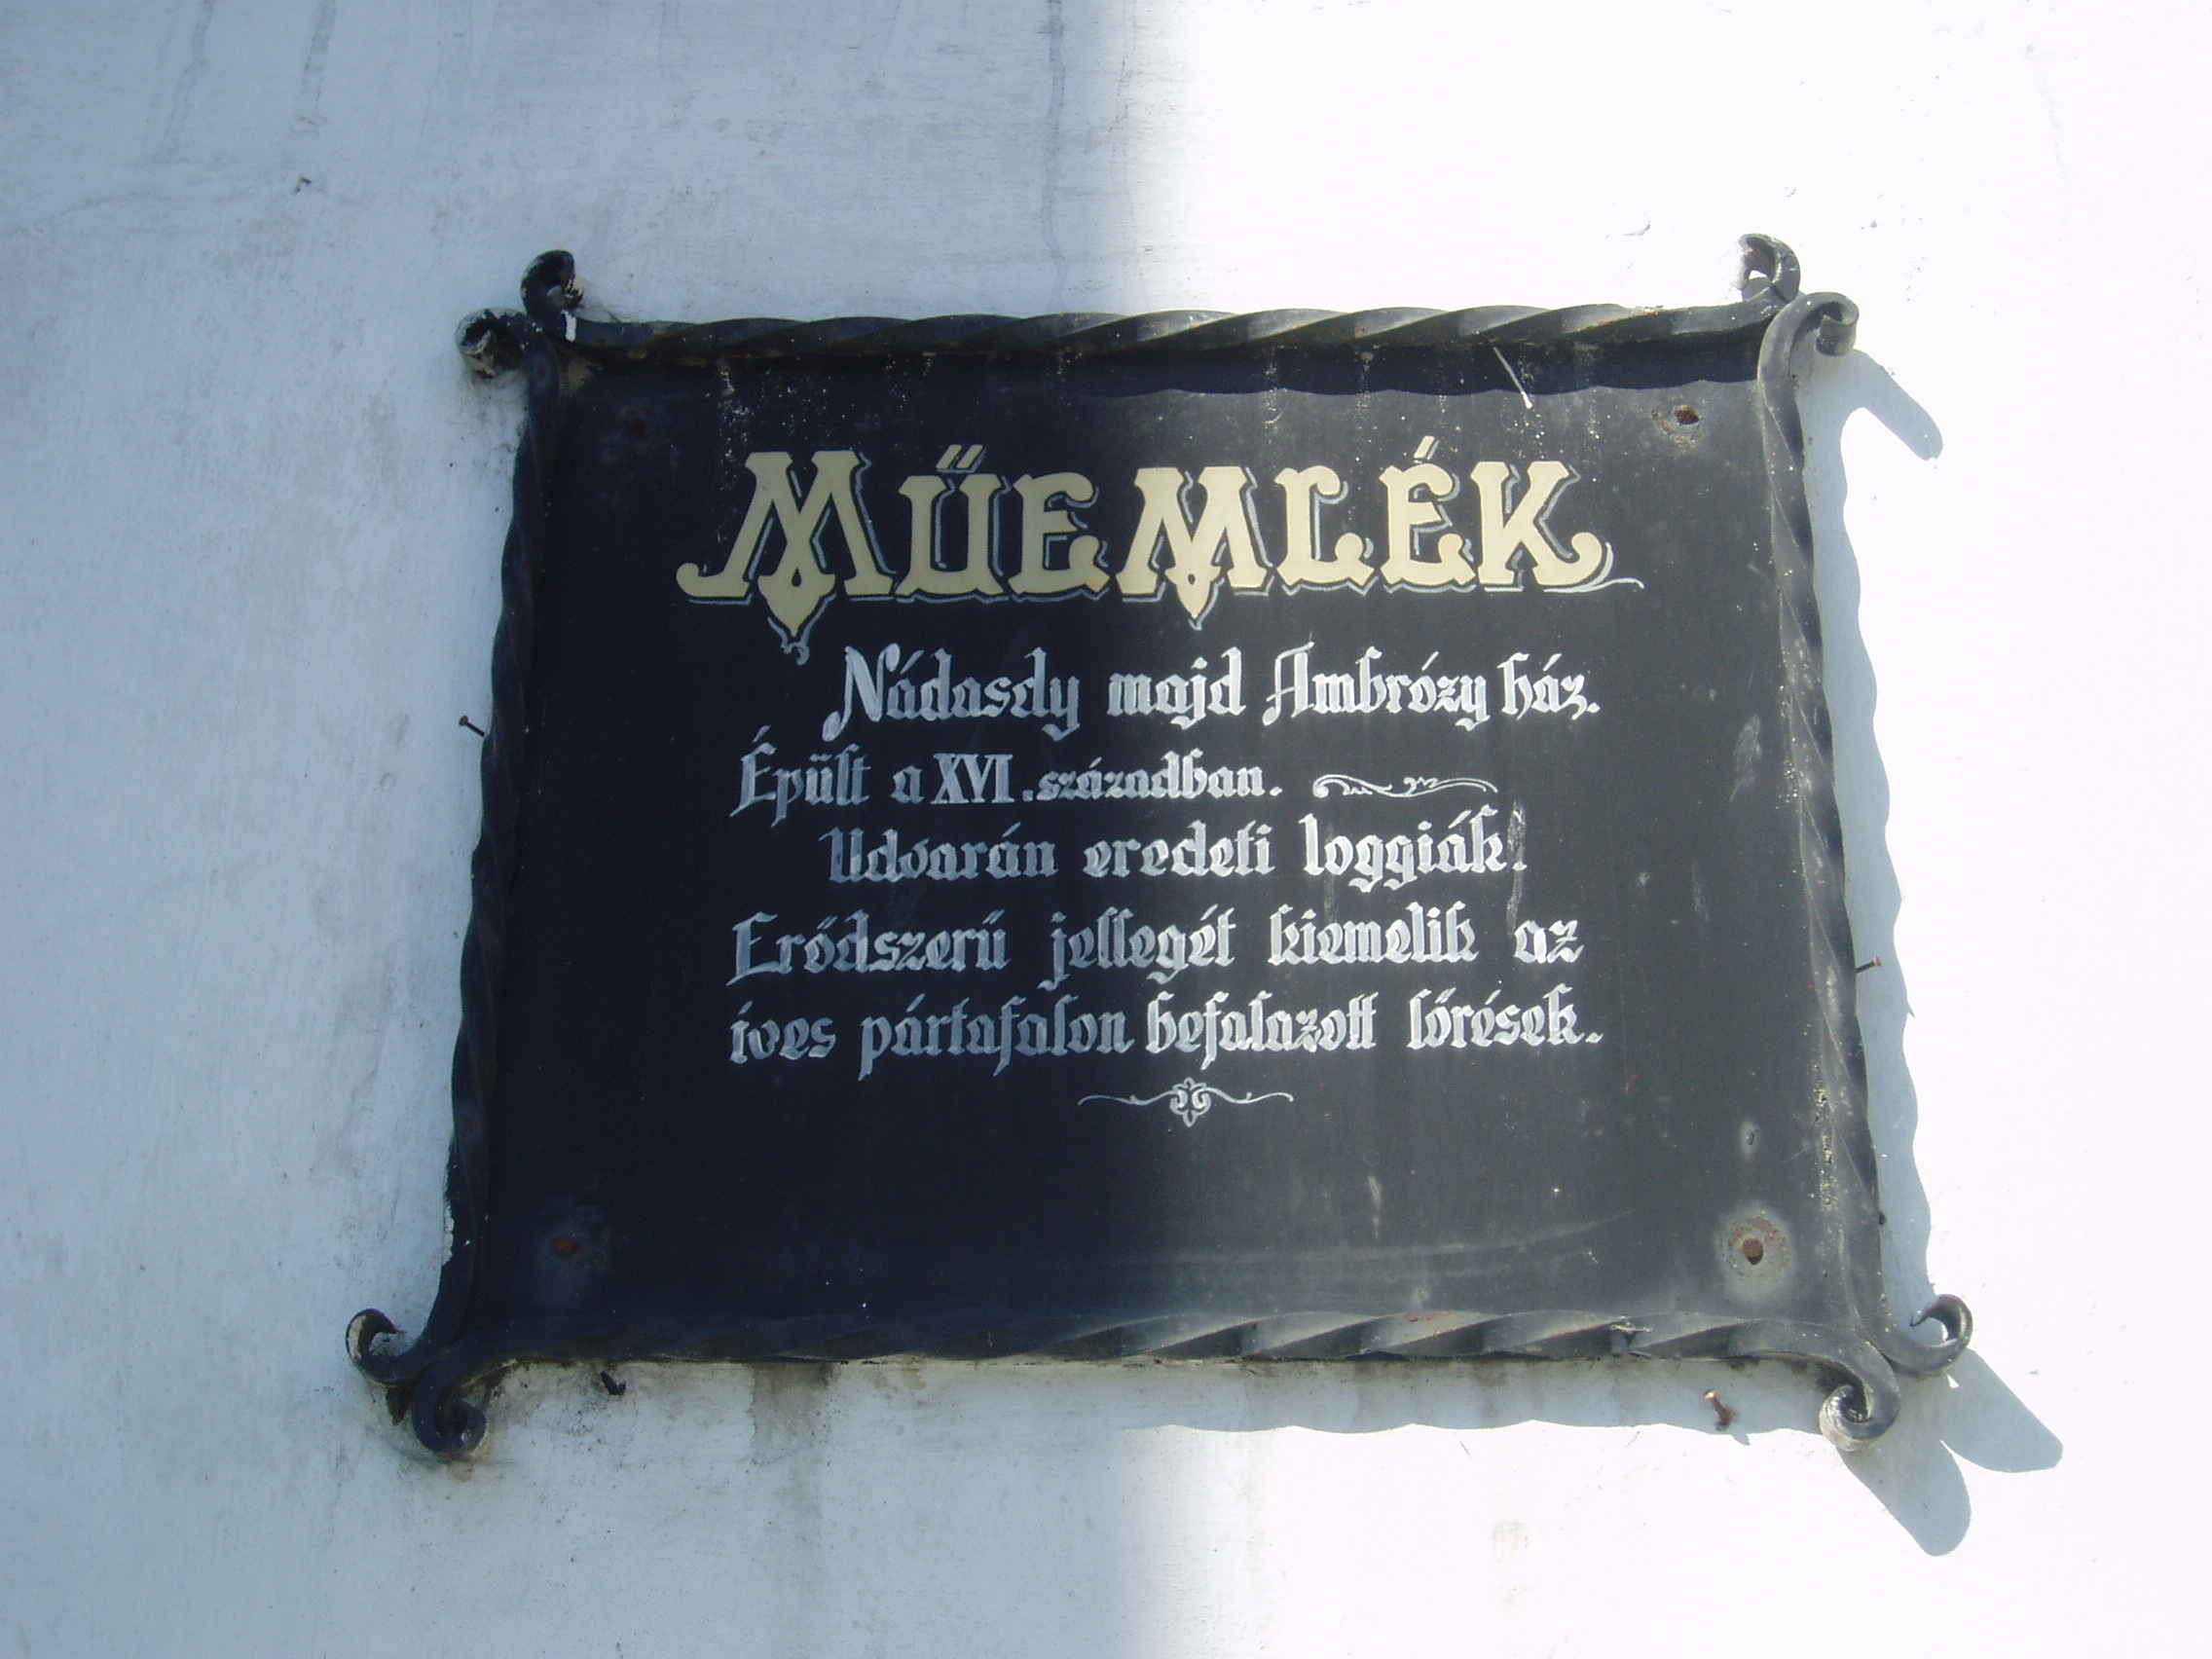 MŰEMLÉK
Nádasdy majd Ambrózy ház.
Épült a XVI. században.
Udvarán eredeti loggiák.
Erődszerű jellegét kiemelik az
íves pártafalon befalazott lőrések.